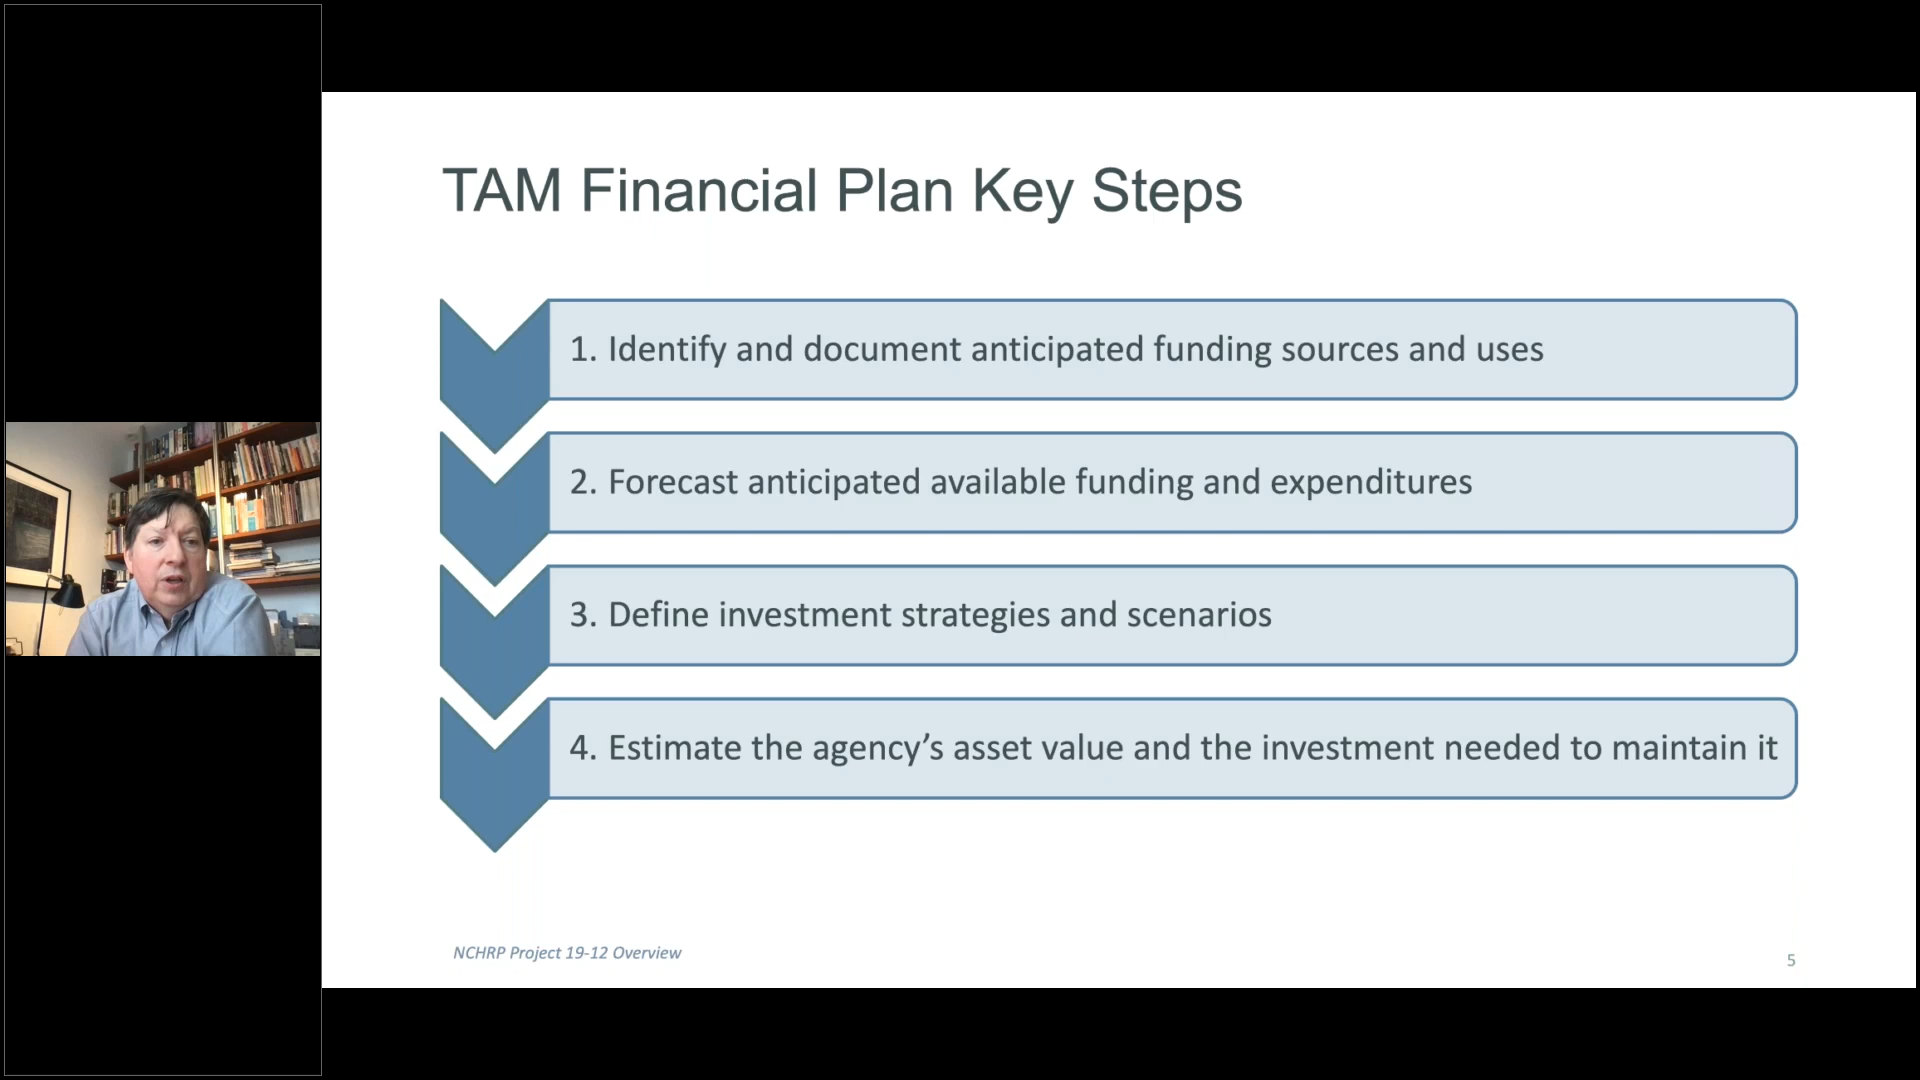 TAM Financial Plan Key Steps
1. Identify and document anticipated funding sources and uses
2. Forecast anticipated available funding and expenditures
3. Define investment strategies and scenarios
4. Estimate the agency’s asset value and the investment needed to maintain it
NCHRP Project 19-12 Overview
5